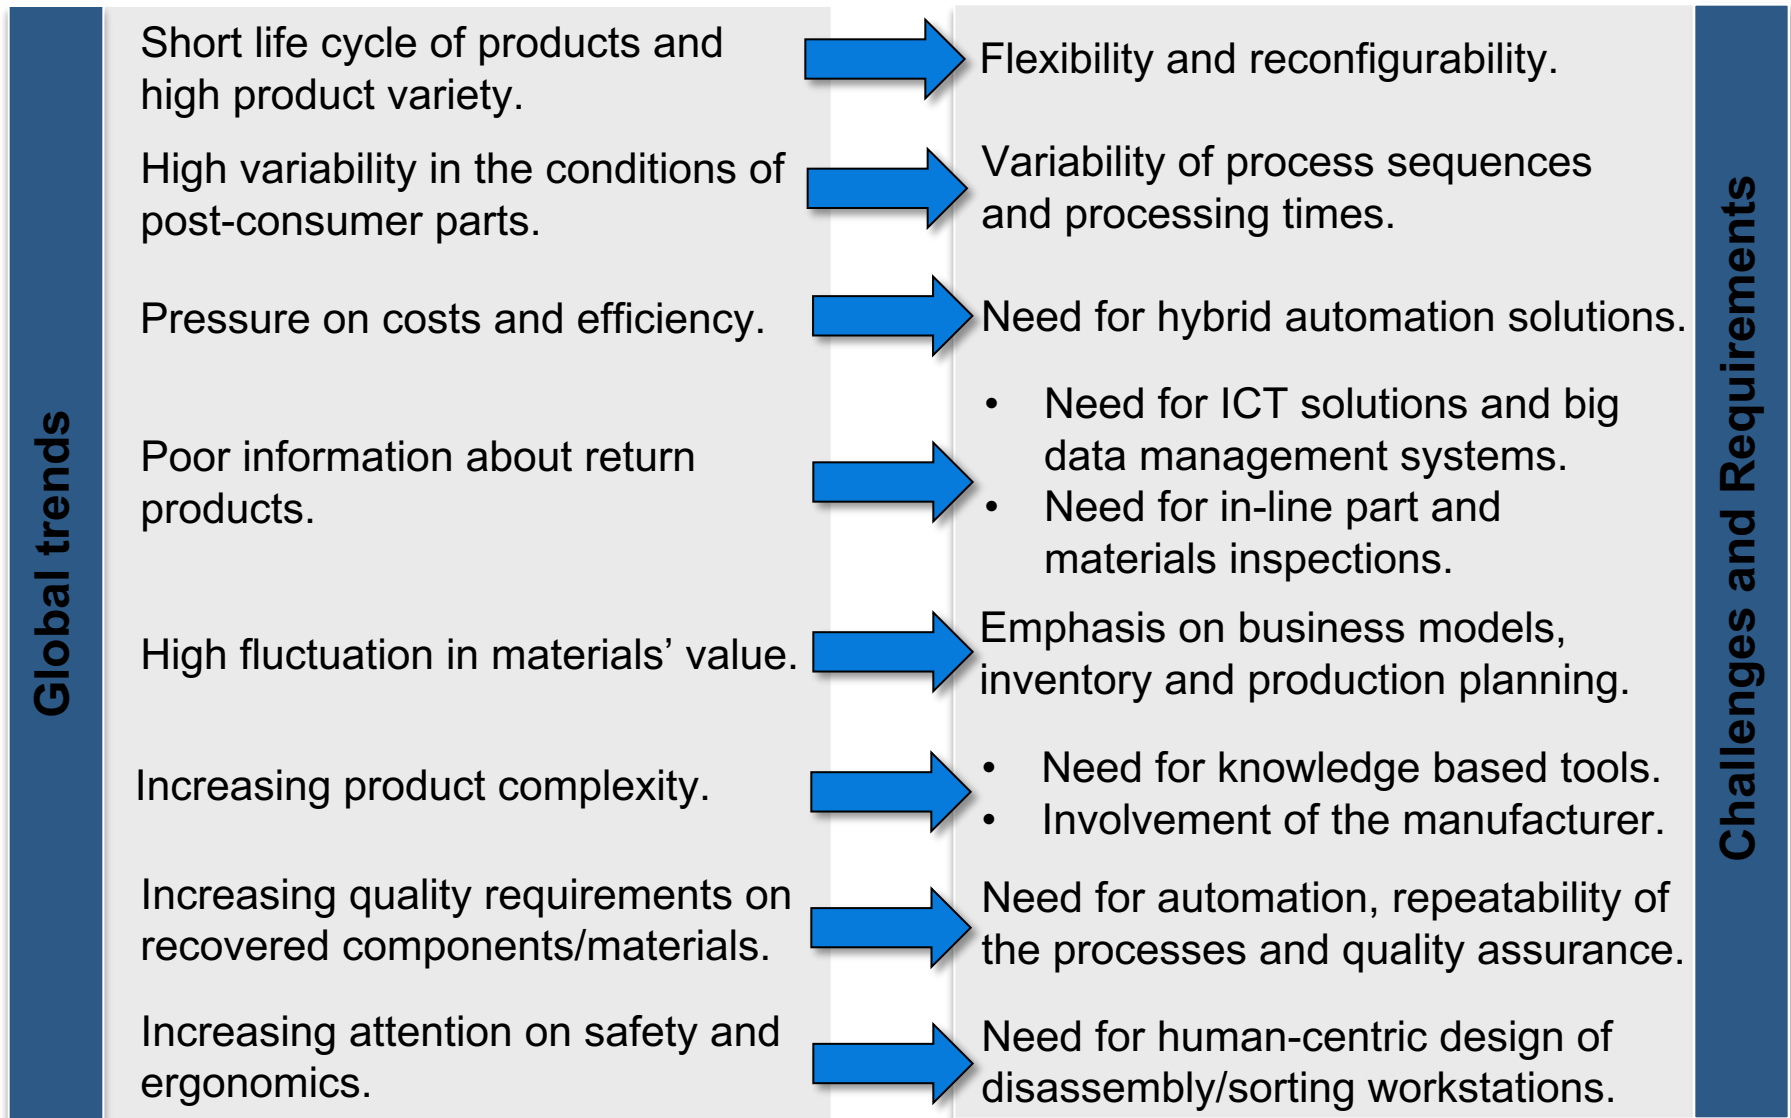 Global trends
Short life cycle of products and
high product variety.
Flexibility and reconfigurability.
High variability in the conditions of
post-consumer parts.
Variability of process sequences
and processing times.
Pressure on costs and efficiency.
Need for hybrid automation solutions.
Poor information about return
products.
• Need for ICT solutions and big
data management systems.
• Need for in-line part and
materials inspections.
High fluctuation in materials’ value.
Emphasis on business models,
inventory and production planning.
Increasing product complexity.
• Need for knowledge based tools.
• Involvement of the manufacturer.
Increasing quality requirements on
recovered components/materials.
Need for automation, repeatability of
the processes and quality assurance.
Increasing attention on safety and
ergonomics.
Need for human-centric design of
disassembly/sorting workstations.
Challenges and Requirements